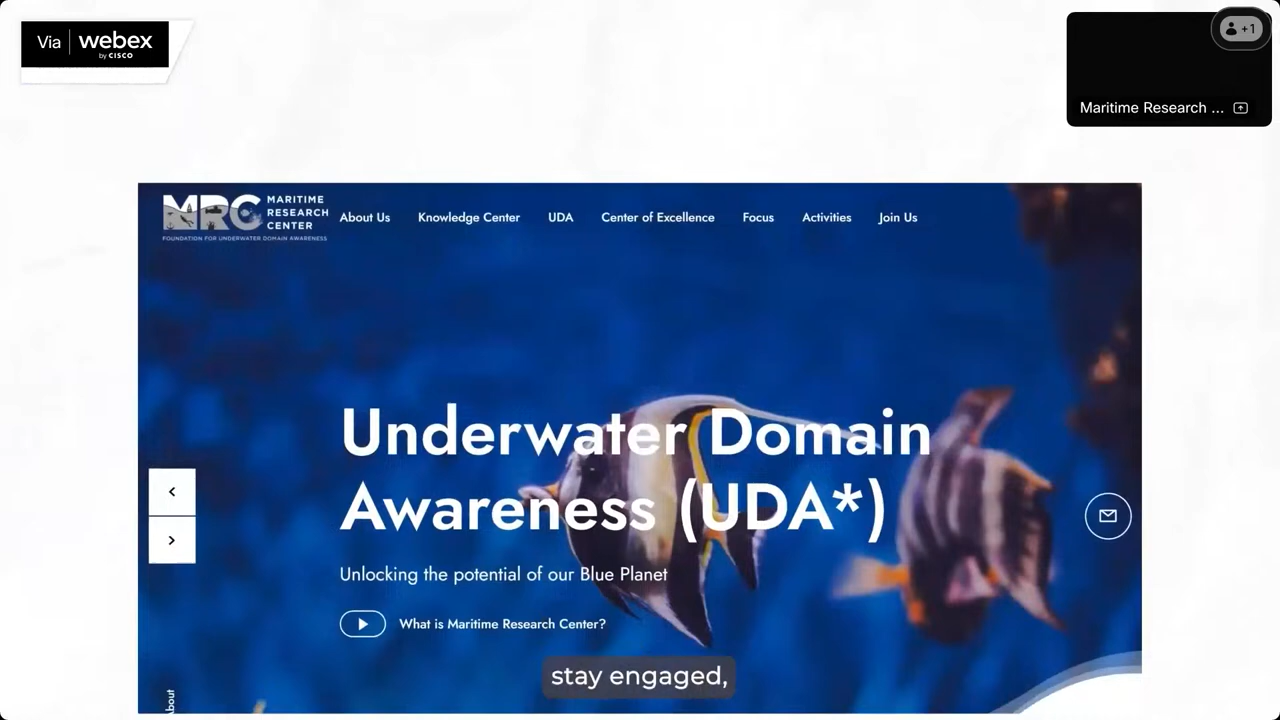 Via webex
by CISCO
+1
Maritime Research ...
MRC MARITIME
RESEARCH
CENTER
FOUNDATION FOR UNDERWATER DOMAIN AWARENESS
About Us Knowledge Center UDA Center of Excellence Focus Activities Join Us
Underwater Domain
Awareness (UDA*)
Unlocking the potential of our Blue Planet
What is Maritime Research Center?
stay engaged,